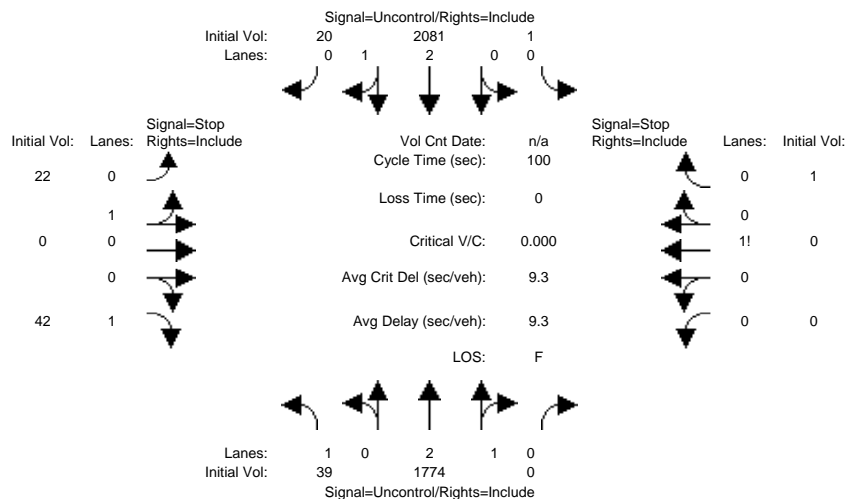 Signal=Uncontrol/Rights=Include
Initial Vol: 20 2081 1
Lanes: 0 1 2 0 0
Signal=Stop
Initial Vol: Lanes: Rights=Include
Vol Cnt Date: n/a
Signal=Stop
Rights=Include Lanes: Initial Vol:
Cycle Time (sec): 100
22 0
0 1
Loss Time (sec): 0
1
0
0 0
Critical V/C: 0.000
1! 0
0
Avg Crit Del (sec/veh): 9.3
0
42 1
Avg Delay (sec/veh): 9.3
0 0
LOS: F
Lanes: 1 0 2 1 0
Initial Vol: 39 1774 0
Signal=Uncontrol/Rights=Include